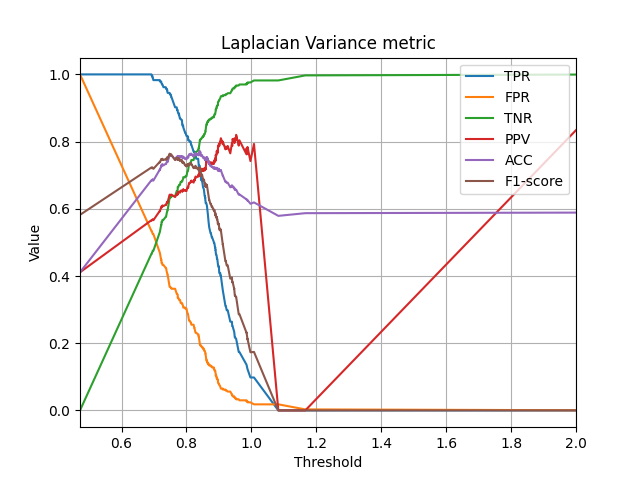 Laplacian Variance metric
TPR
FPR
TNR
PPV
ACC
F1-score
Value
1.0
0.8
0.6
0.4
0.2
0.0
0.6 0.8 1.0 1.2 1.4 1.6 1.8 2.0
Threshold